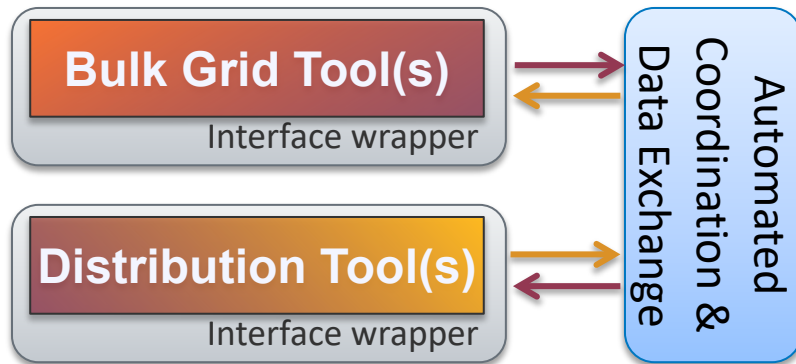 Bulk Grid Tool(s)
Interface wrapper
Distribution Tool(s)
Interface wrapper
Automated
Coordination &
Data Exchange